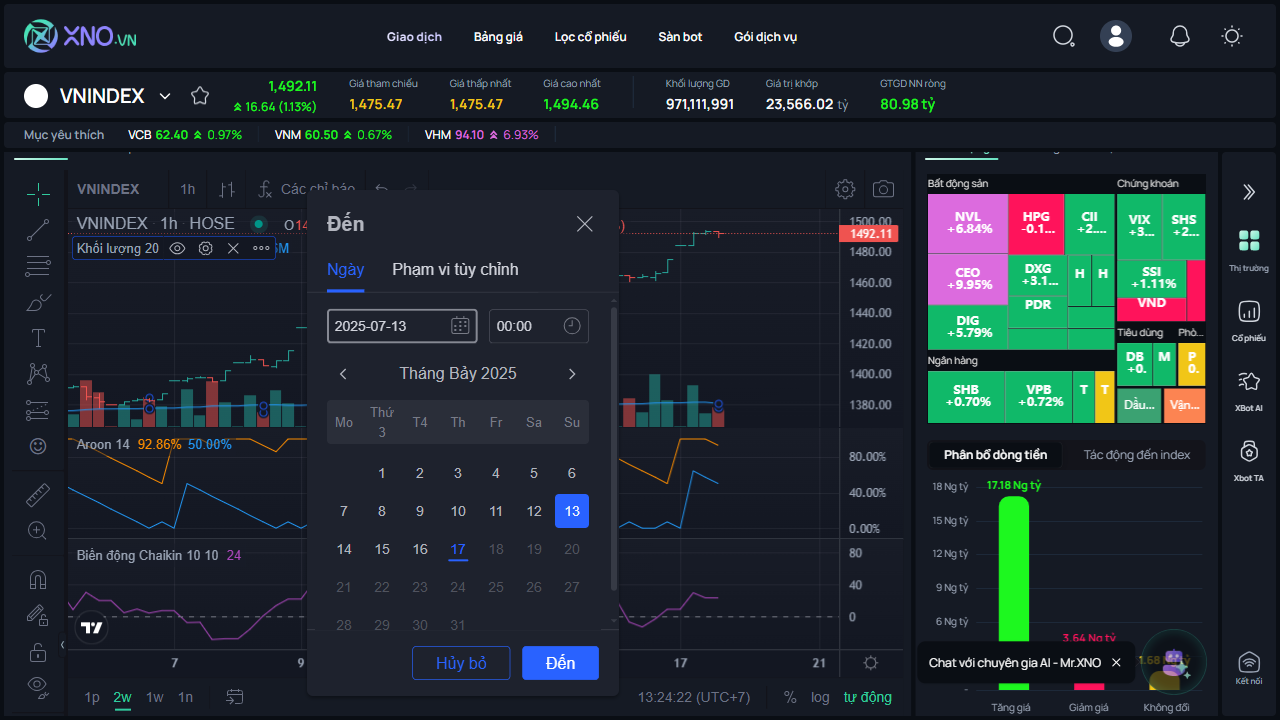 XNO.VN
Giao dịch
Bảng giá
Lọc cổ phiếu
Sàn bot
Gói dịch vụ
VNINDEX
1,492.11
16.64 (1.13%)
Giá tham chiếu
1,475.47
Giá thấp nhất
1,475.47
Giá cao nhất
1,494.46
Khối lượng GD
971,111,991
Giá trị khớp
23,566.02 tỷ
GTGD NN ròng
80.98 tỷ
Mục yêu thích
VCB 62.40 0.97%
VNM 60.50 0.67%
VHM 94.10 6.93%
VNINDEX
1h
Các chỉ báo
VNINDEX · 1h · HOSE
Khối lượng 20
Đến
Ngày
Phạm vi tùy chỉnh
2025-07-13
00:00
Tháng Bảy 2025
Mo Thứ 3 T4 Th Fr Sa Su
1 2 3 4 5 6
7 8 9 10 11 12 13
14 15 16 17 18 19 20
21 22 23 24 25 26 27
28 29 30 31
Hủy bỏ
Đến
Aroon 14 92.86% 50.00%
Biến động Chaikin 10 10 24
1500.00
1492.11
1480.00
1460.00
1440.00
1420.00
1400.00
1380.00
80.00%
40.00%
0.00%
80
40
0
7
9
17
21
1p
2w
1w
1n
13:24:22 (UTC+7)
%
log
tự động
Bất động sản
NVL
+6.84%
HPG
-0.1...
CII
+2....
CEO
+9.95%
DXG
+3.1...
H
H
PDR
DIG
+5.79%
Chứng khoán
VIX
+3...
SHS
+2...
SSI
+1.11%
VND
Ngân hàng
SHB
+0.70%
VPB
+0.72%
T
T
Tiêu dùng
DB
+0.
M
Phò...
P
0.
Dầu...
Vận...
Phân bổ dòng tiền
Tác động đến index
18 Ng tỷ
15 Ng tỷ
12 Ng tỷ
9 Ng tỷ
6 Ng tỷ
17.18 Ng tỷ
3.64 Ng tỷ
1.68
Tăng giá
Giảm giá
Không đổi
Chat với chuyên gia AI - Mr.XNO
Thị trường
Cổ phiếu
XBot AI
Xbot TA
Kết nối